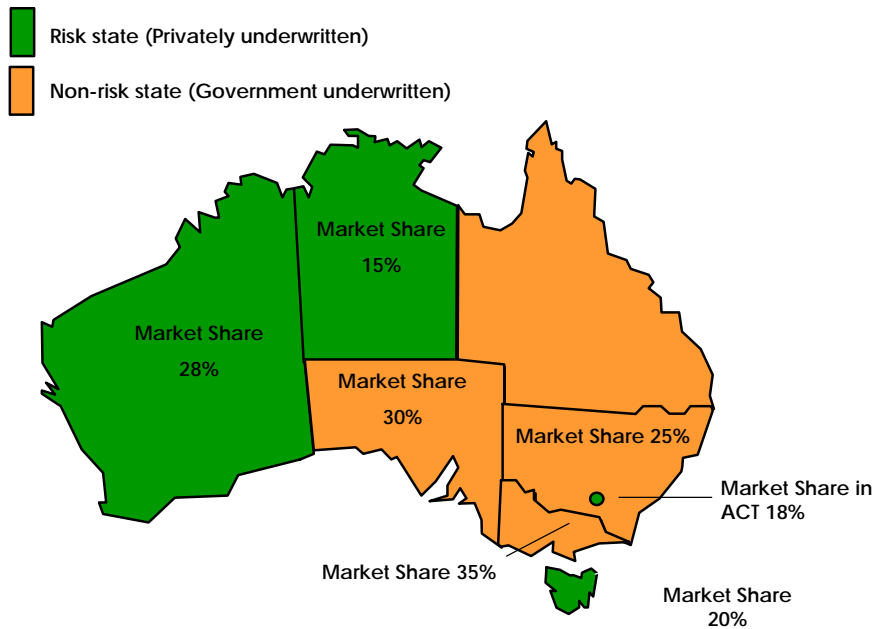 Risk state (Privately underwritten)
Non-risk state (Government underwritten)
Market Share
15%
Market Share
28%
Market Share
30%
Market Share 25%
Market Share in
ACT 18%
Market Share 35%
Market Share
20%